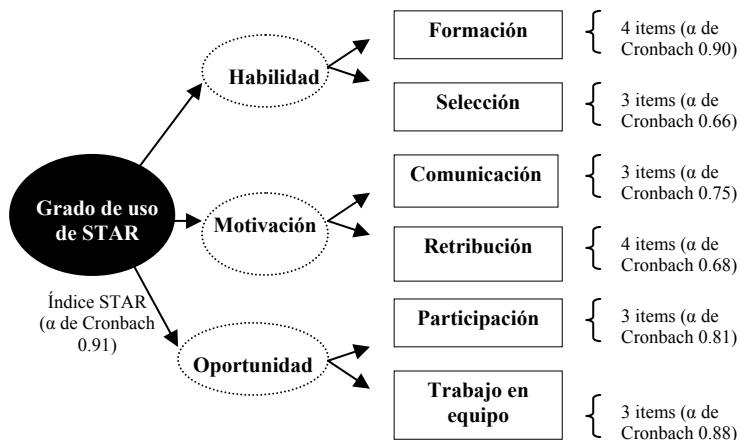 Grado de uso
de STAR
Índice STAR
(α de Cronbach
0.91)
Habilidad
Formación
4 items (α de
Cronbach 0.90)
Selección
3 items (α de
Cronbach 0.66)
Motivación
Comunicación
3 items (α de
Cronbach 0.75)
Retribución
4 items (α de
Cronbach 0.68)
Oportunidad
Participación
3 items (α de
Cronbach 0.81)
Trabajo en
equipo
3 items (α de
Cronbach 0.88)